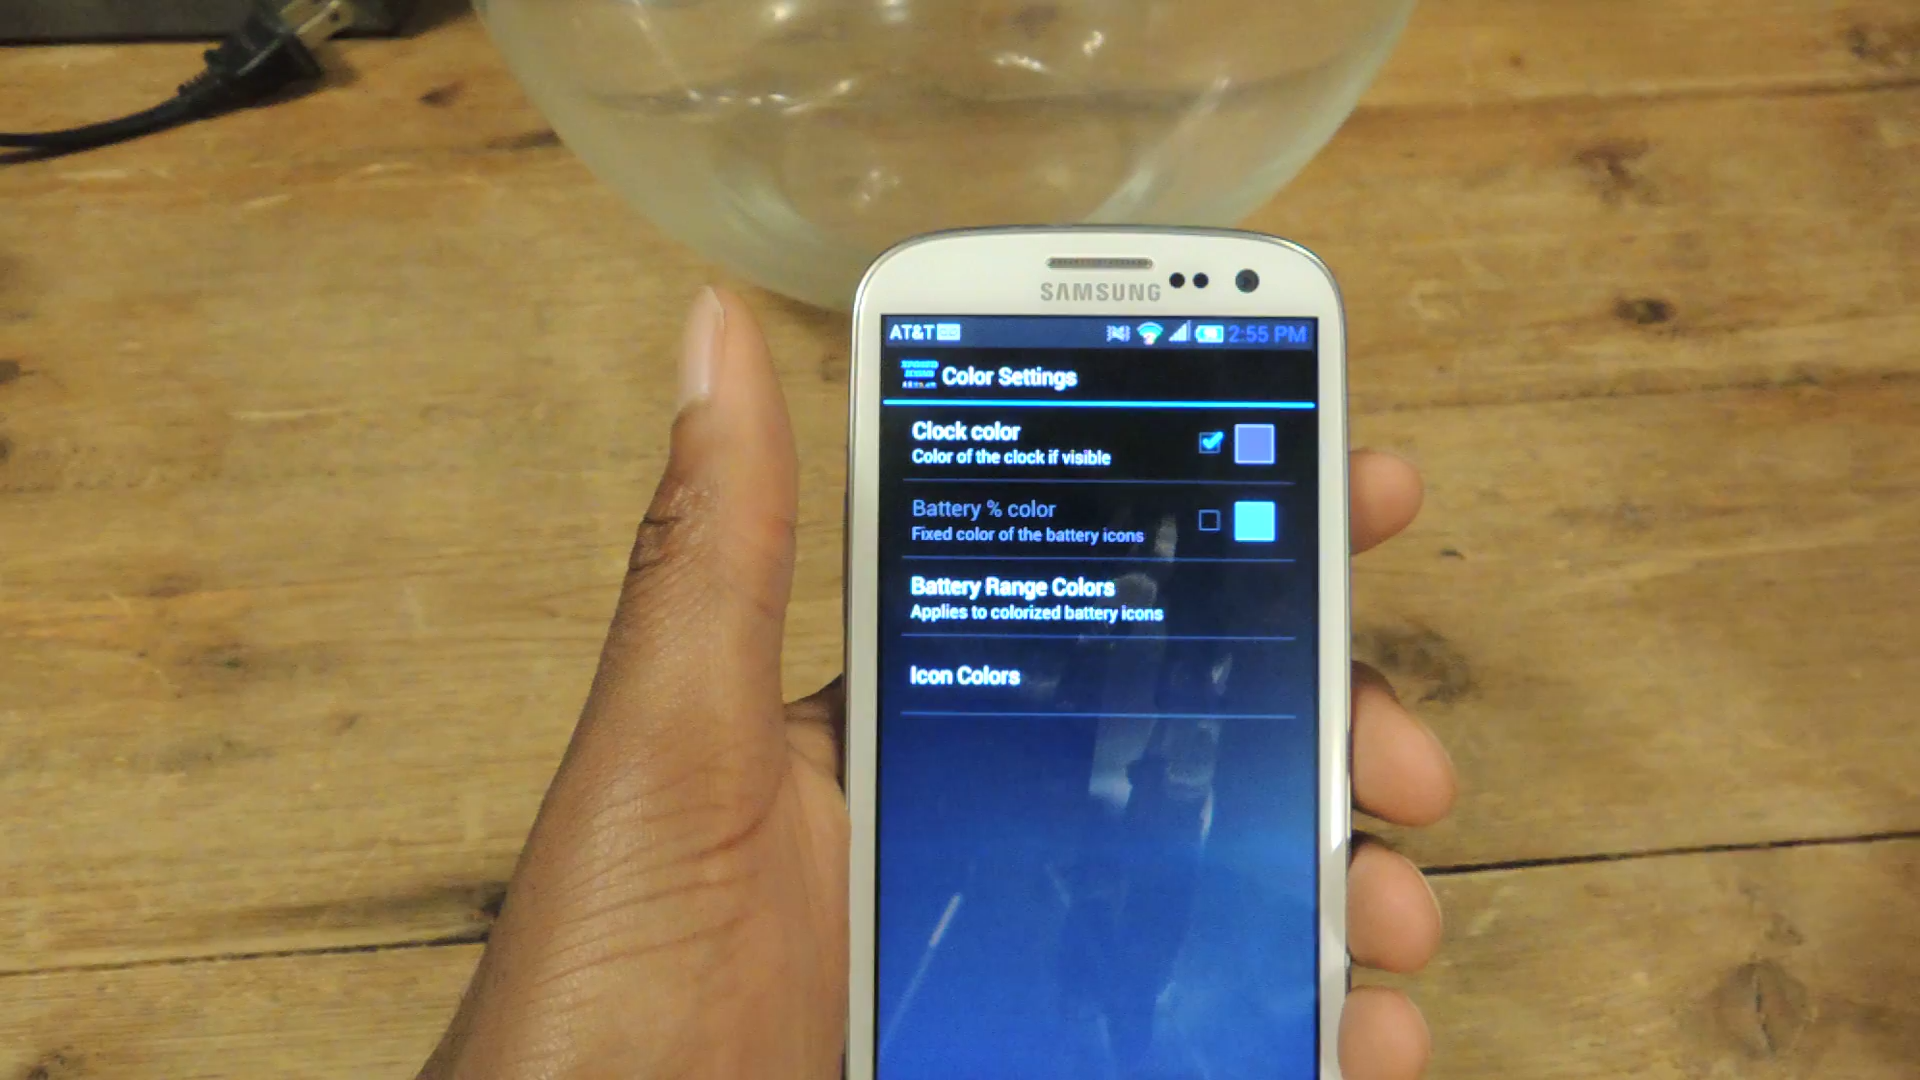 SAMSUNG
AT&T 2:55 PM
Color Settings
Clock color
Color of the clock if visible
Battery % color
Fixed color of the battery icons
Battery Range Colors
Applies to colorized battery icons
Icon Colors